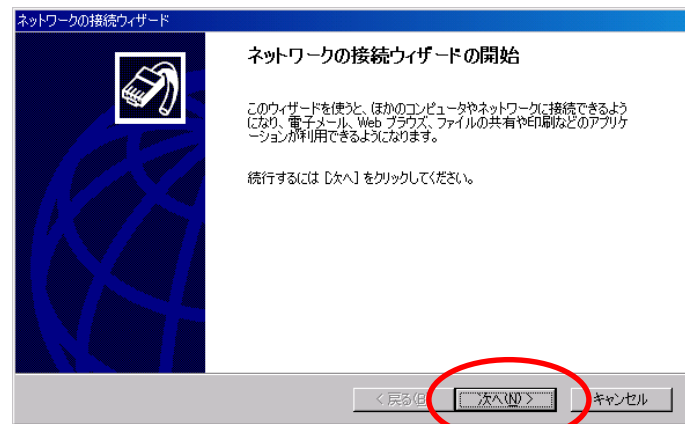 ネットワークの接続ウィザード
ネットワークの接続ウィザードの開始
このウィザードを使うと、ほかのコンピュータやネットワークに接続できるよう
になり、電子メール、Web ブラウズ、ファイルの共有や印刷などのアプリケ
ーションが利用できるようになります。
続行するには [次へ] をクリックしてください。
< 戻る(B 次へ(N) > キャンセル